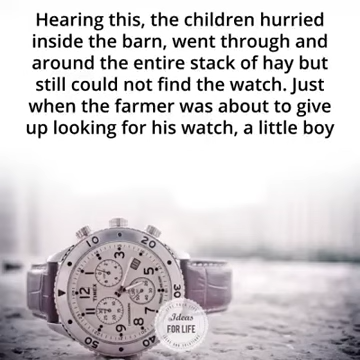 Hearing this, the children hurried
inside the barn, went through and
around the entire stack of hay but
still could not find the watch. Just
when the farmer was about to give
up looking for his watch, a little boy
TIMEX
Ideas
FOR LIFE